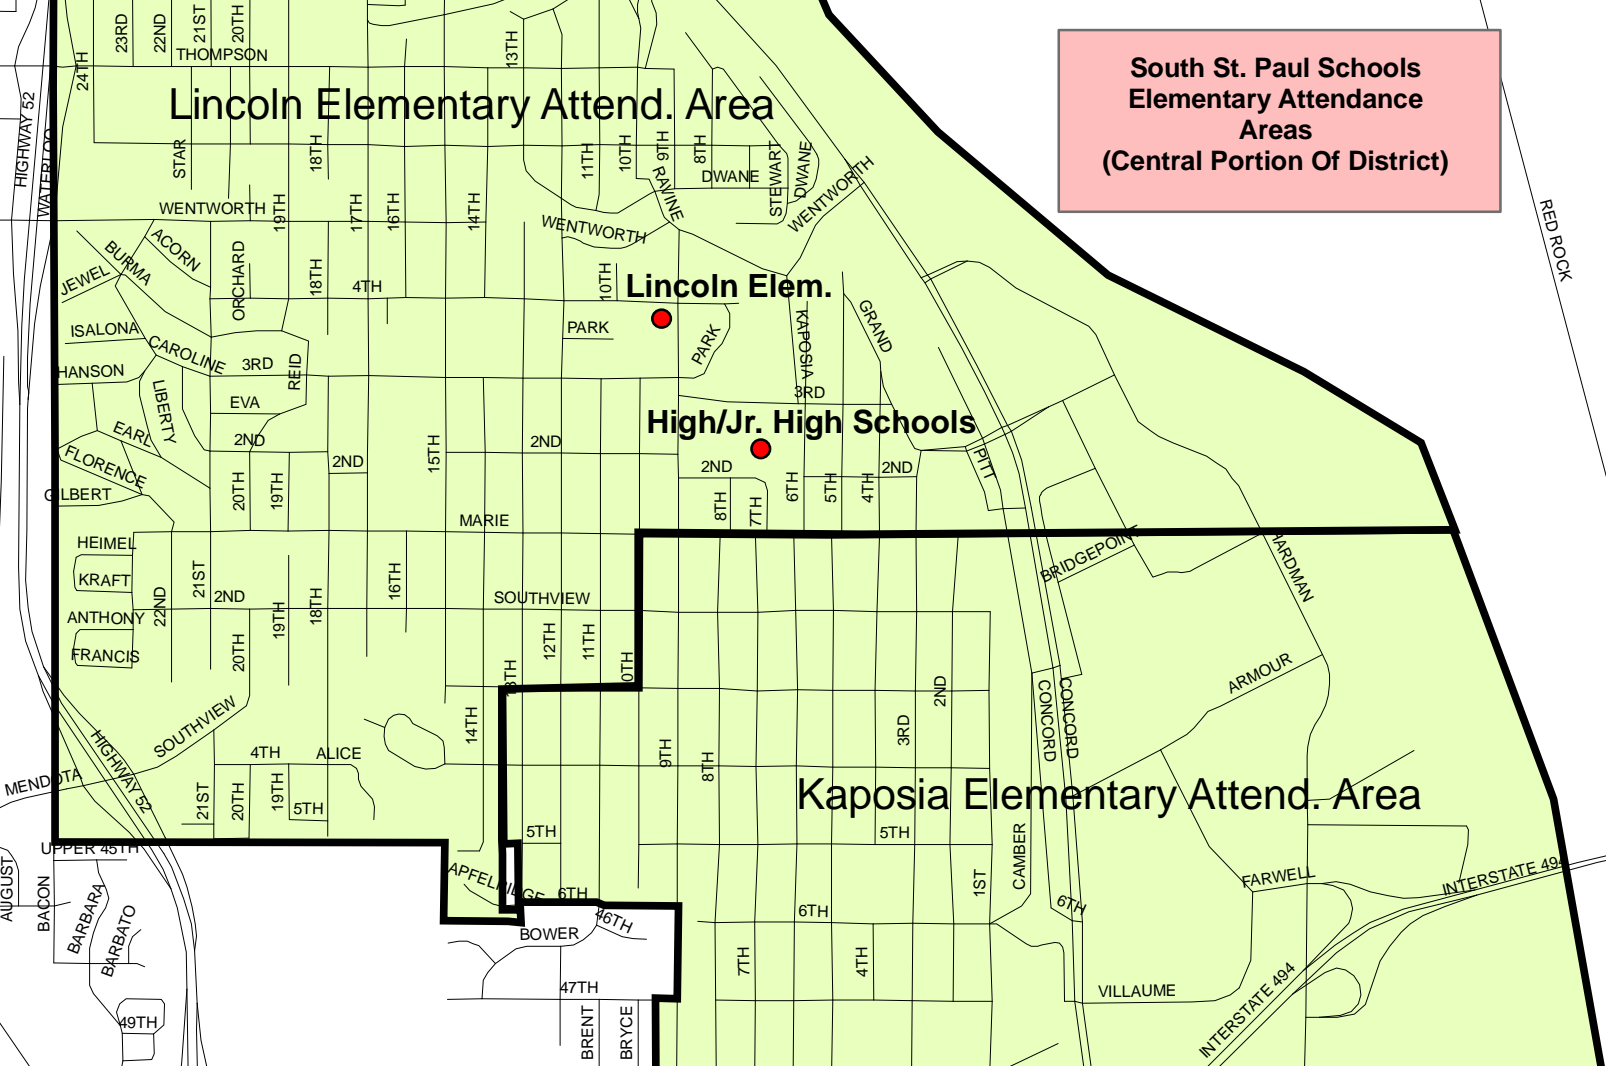 23RD
22ND
21ST
20TH
13TH
THOMPSON
24TH
South St. Paul Schools
Elementary Attendance
Areas
(Central Portion Of District)
HIGHWAY 52
WATERLOO
Lincoln Elementary Attend. Area
STAR
18TH
11TH
10TH
9TH
8TH
DWANE
STEWART
DWANE
WENTWORTH
RAVINE
WENTWORTH
19TH
17TH
16TH
14TH
WENTWORTH
RED ROCK
JEWEL
BURMA
ACORN
ORCHARD
18TH
4TH
10TH
Lincoln Elem.
ISALONA
CAROLINE
3RD
REID
PARK
PARK
KAPOSIA
GRAND
HANSON
LIBERTY
EVA
3RD
High/Jr. High Schools
EARL
2ND
2ND
15TH
2ND
2ND
2ND
PITT
FLORENCE
GILBERT
20TH
19TH
8TH
7TH
6TH
5TH
4TH
MARIE
HEIMEL
KRAFT
21ST
16TH
BRIDGEPOINT
HARDMAN
ANTHONY
22ND
2ND
19TH
18TH
SOUTHVIEW
FRANCIS
20TH
12TH
11TH
ARMOUR
2ND
CONCORD
CONCORD
SOUTHVIEW
14TH
3RD
HIGHWAY 52
4TH
ALICE
9TH
8TH
MENDOTA
21ST
20TH
19TH
5TH
Kaposia Elementary Attend. Area
5TH
5TH
UPPER 45TH
AUGUST
BACON
BARBARA
BARBATO
6TH
46TH
BOWER
6TH
1ST
CAMBER
6TH
FARWELL
INTERSTATE 494
7TH
4TH
47TH
VILLAUME
INTERSTATE 494
49TH
BRENT
BRYCE